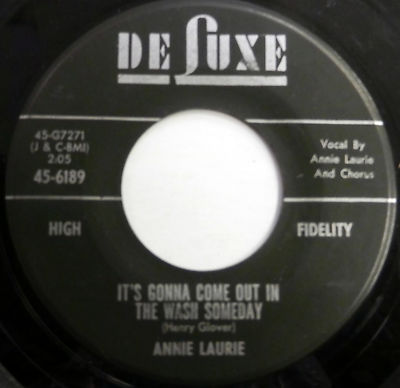 DE LUXE
45-G7271
(J & C-BMI)
2:05
45-6189
Vocal By
Annie Laurie
And Chorus
HIGH FIDELITY
IT'S GONNA COME OUT IN
THE WASH SOMEDAY
(Henry Glover)
ANNIE LAURIE